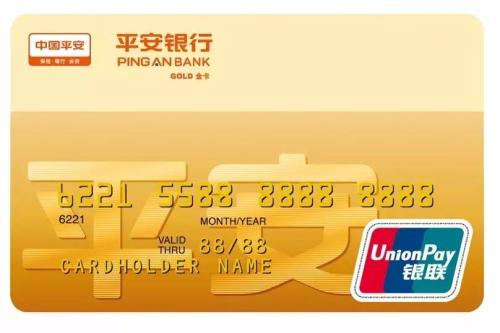 中国平安
保险·银行·投资
平安银行
PING AN BANK
GOLD 金卡
平安
6221 5588 8888 8888
6221
MONTH/YEAR
VALID THRU 88/88
CARDHOLDER NAME
UnionPay
银联